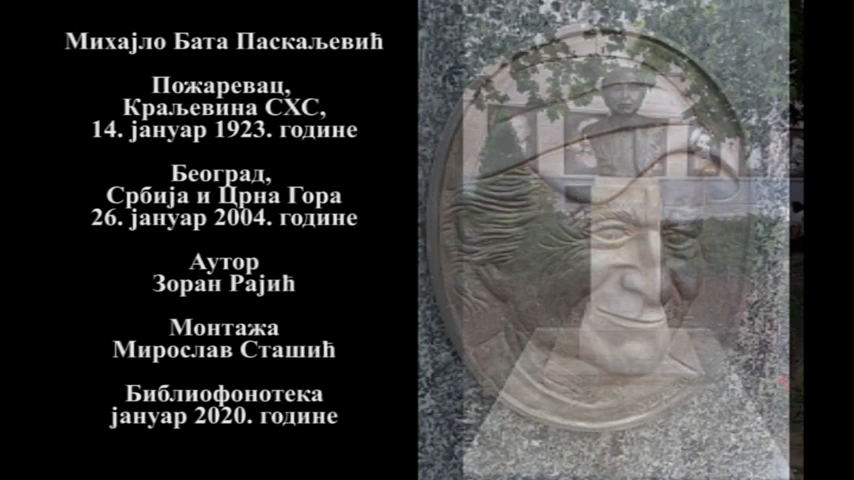 Михајло Бата Паскаљевић
Пожаревац,
Краљевина СХС,
14. јануар 1923. године
Београд,
Србија и Црна Гора
26. јануар 2004. године
Аутор
Зоран Рајић
Монтажа
Мирослав Сташић
Библиофонотека
јануар 2020. године